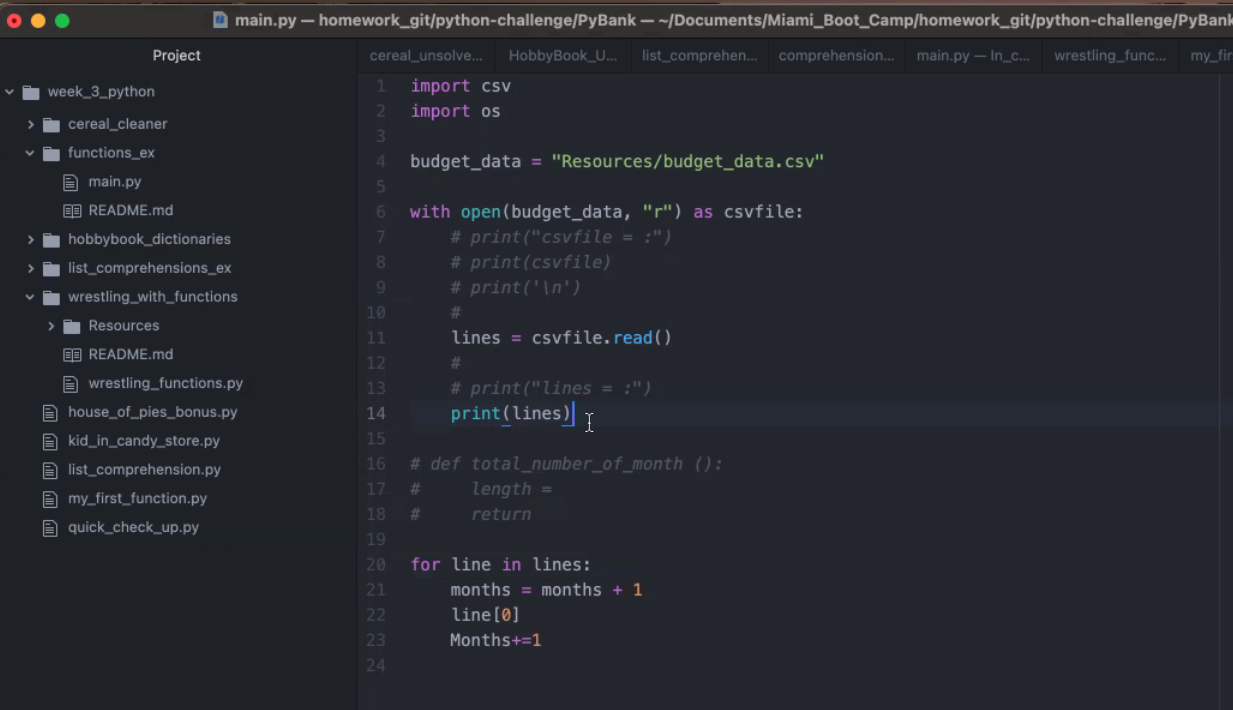 main.py — homework_git/python-challenge/PyBank — ~/Documents/Miami_Boot_Camp/homework_git/python-challenge/PyBank
Project
week_3_python
cereal_cleaner
functions_ex
main.py
README.md
hobbybook_dictionaries
list_comprehensions_ex
wrestling_with_functions
Resources
README.md
wrestling_functions.py
house_of_pies_bonus.py
kid_in_candy_store.py
list_comprehension.py
my_first_function.py
quick_check_up.py
cereal_unsolve... HobbyBook_U... list_comprehen... comprehension... main.py — In_c... wrestling_func... my_fir
1 import csv
2 import os
3
4 budget_data = "Resources/budget_data.csv"
5
6 with open(budget_data, "r") as csvfile:
7     # print("csvfile = :")
8     # print(csvfile)
9     # print('\n')
10     #
11     lines = csvfile.read()
12     #
13     # print("lines = :")
14     print(lines)
15
16 # def total_number_of_month ():
17 #     length =
18 #     return
19
20 for line in lines:
21     months = months + 1
22     line[0]
23     Months+=1
24